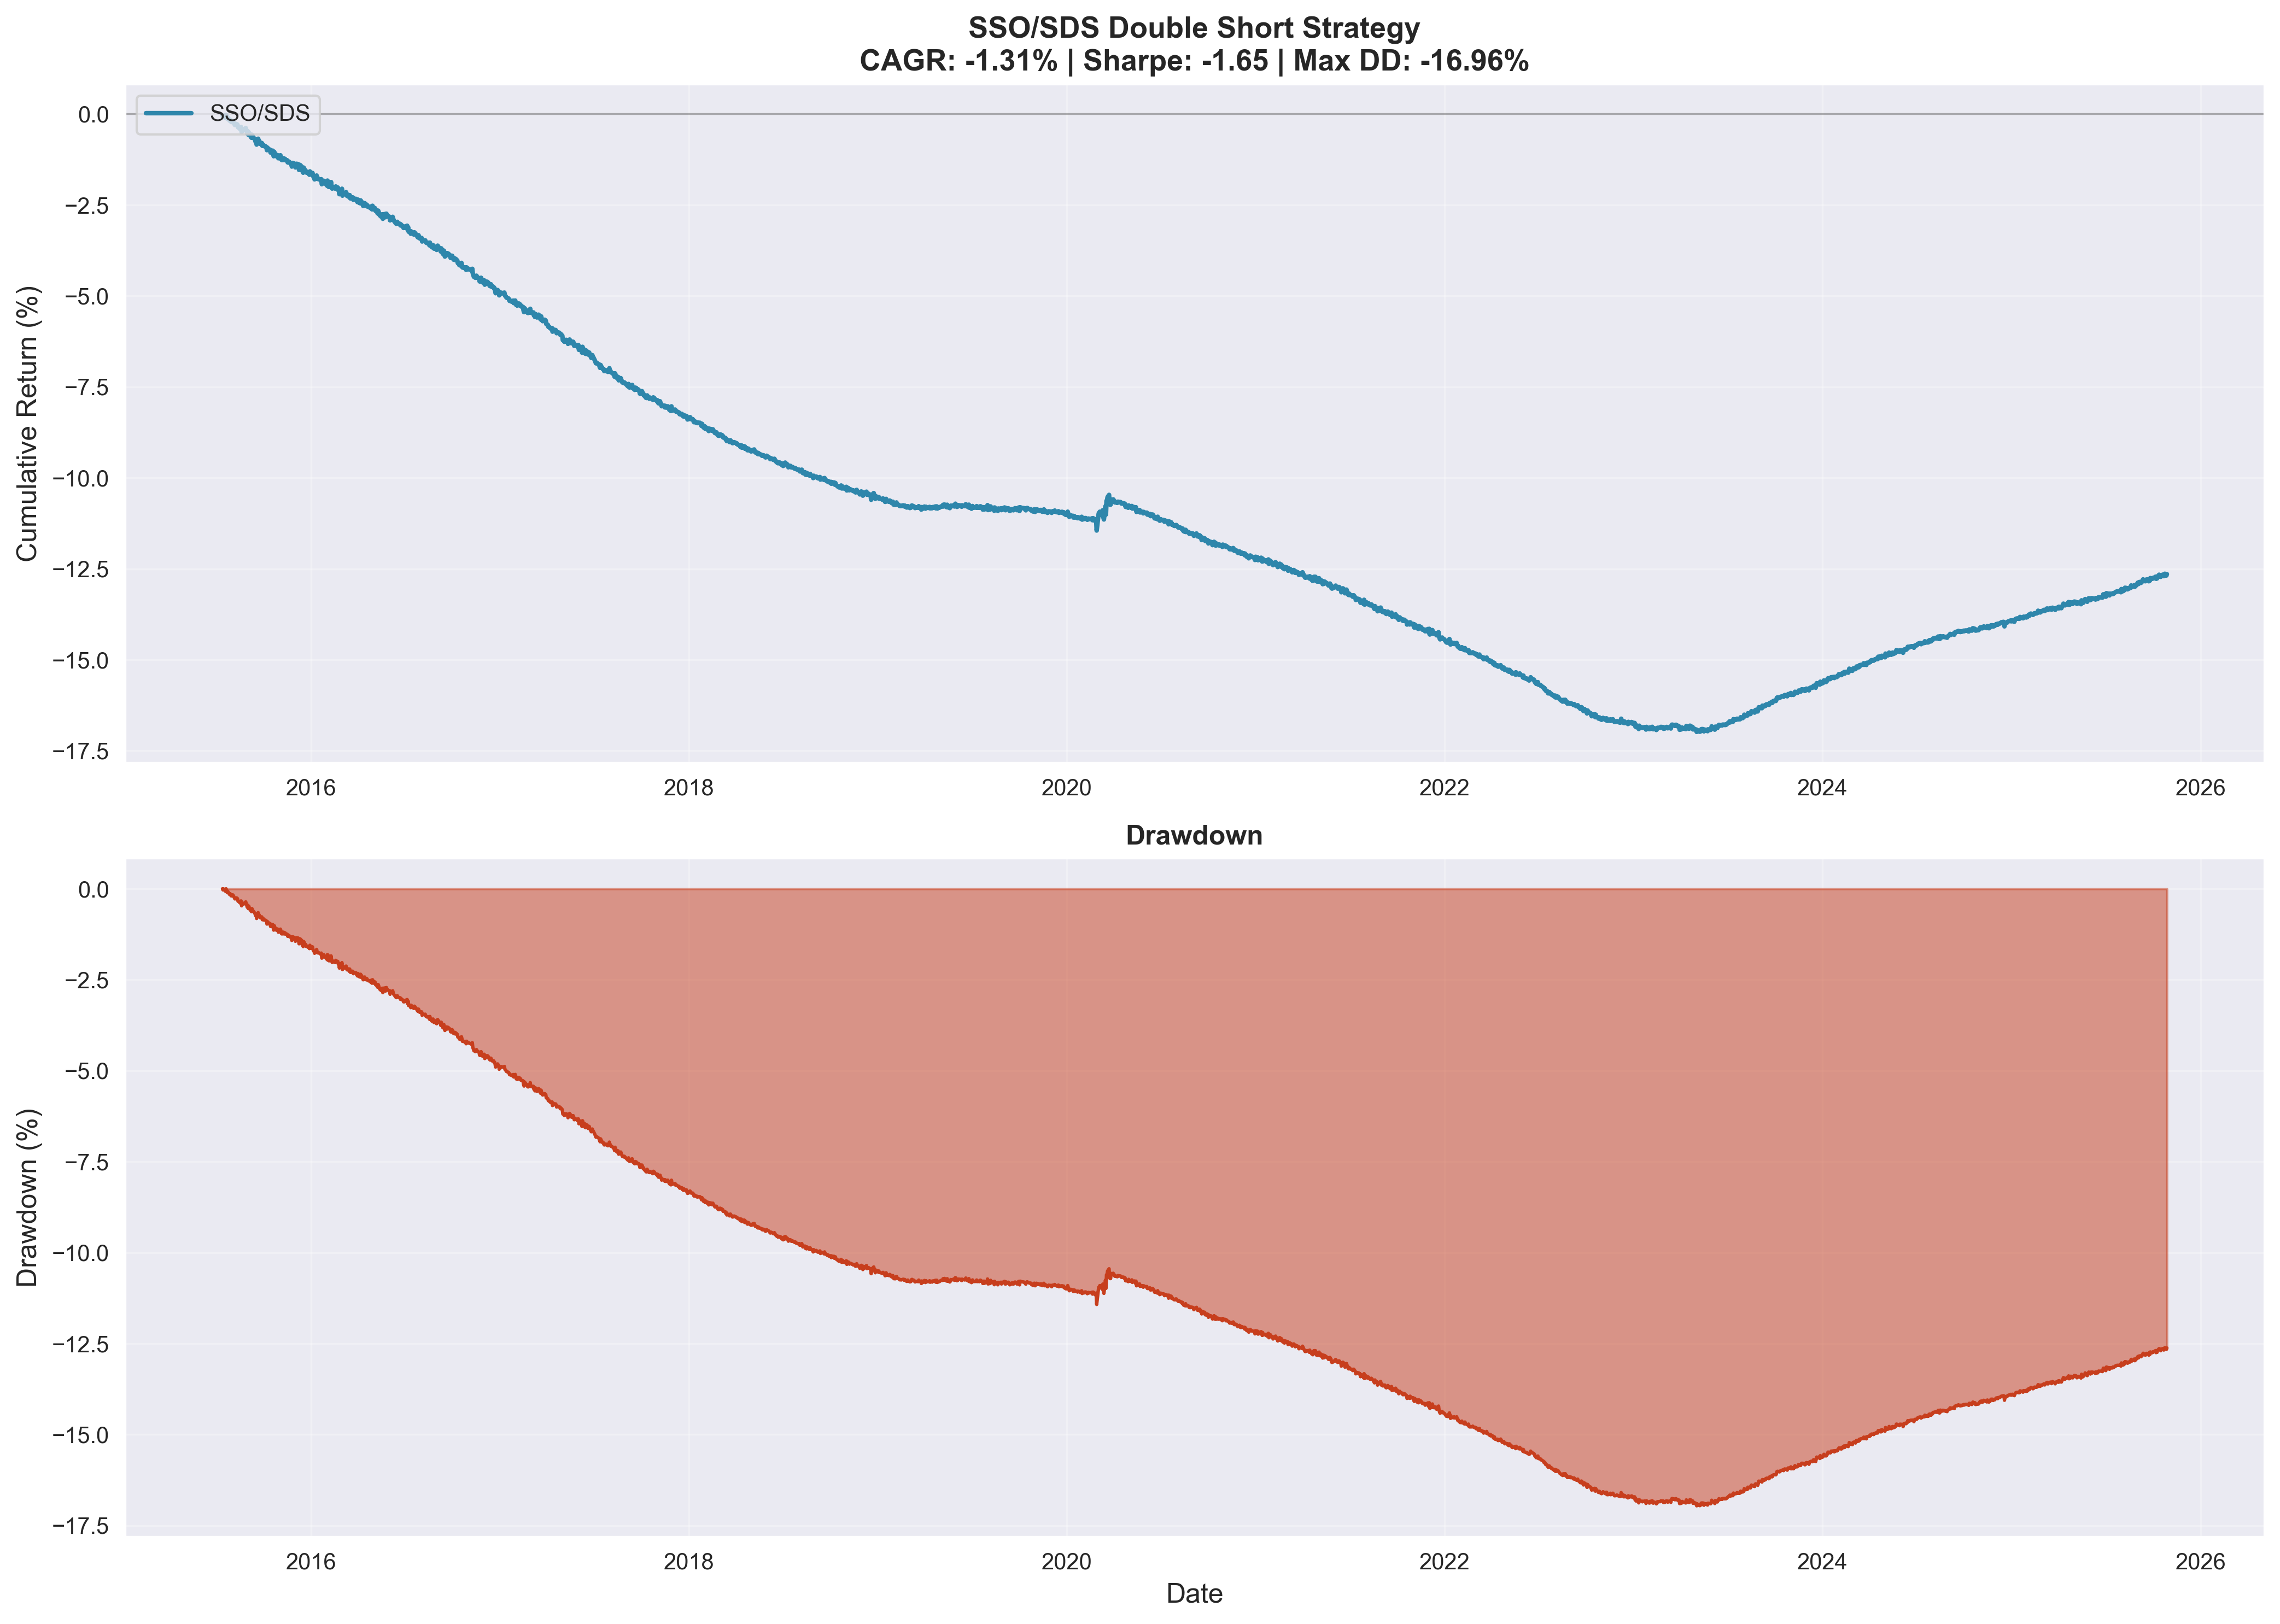 SSO/SDS Double Short Strategy
CAGR: -1.31% | Sharpe: -1.65 | Max DD: -16.96%
SSO/SDS
Cumulative Return (%)
0.0
−2.5
−5.0
−7.5
−10.0
−12.5
−15.0
−17.5
2016 2018 2020 2022 2024 2026
Drawdown
Drawdown (%)
0.0
−2.5
−5.0
−7.5
−10.0
−12.5
−15.0
−17.5
2016 2018 2020 2022 2024 2026
Date